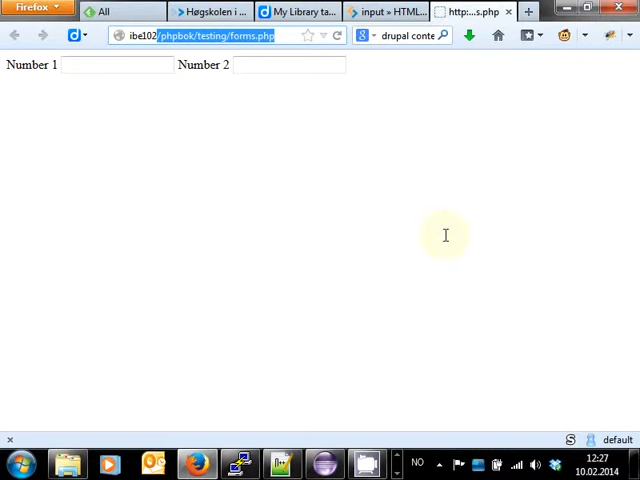 Firefox
All
Høgskolen i ...
My Library ta...
input » HTML...
http:...s.php
ibe102/phpbok/testing/forms.php
drupal conte
Number 1 Number 2
default
NO
12:27
10.02.2014